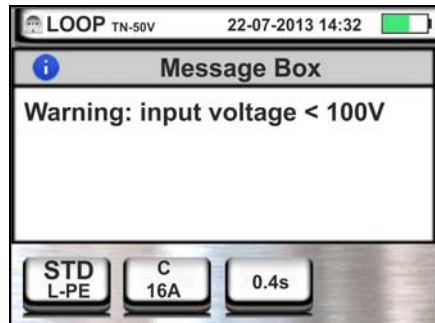 LOOP TN-50V 22-07-2013 14:32
Message Box
Warning: input voltage < 100V
STD C 0.4s
L-PE 16A